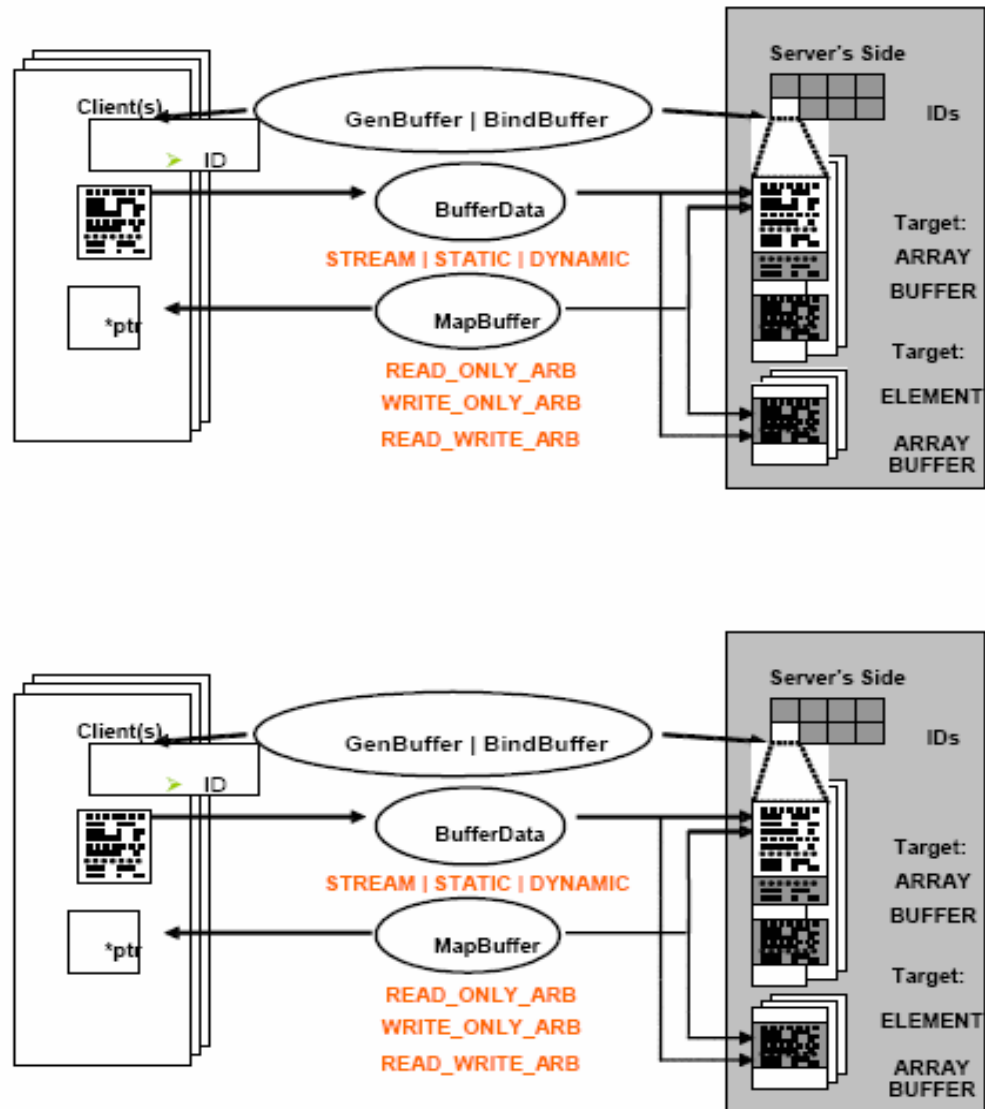 Server's Side
Client(s)
GenBuffer | BindBuffer
IDs
ID
BufferData
Target:
STREAM | STATIC | DYNAMIC
ARRAY
BUFFER
*ptr
MapBuffer
Target:
READ_ONLY_ARB
WRITE_ONLY_ARB
ELEMENT
READ_WRITE_ARB
ARRAY
BUFFER
Server's Side
Client(s)
GenBuffer | BindBuffer
IDs
ID
BufferData
Target:
STREAM | STATIC | DYNAMIC
ARRAY
BUFFER
*ptr
MapBuffer
Target:
READ_ONLY_ARB
WRITE_ONLY_ARB
ELEMENT
READ_WRITE_ARB
ARRAY
BUFFER